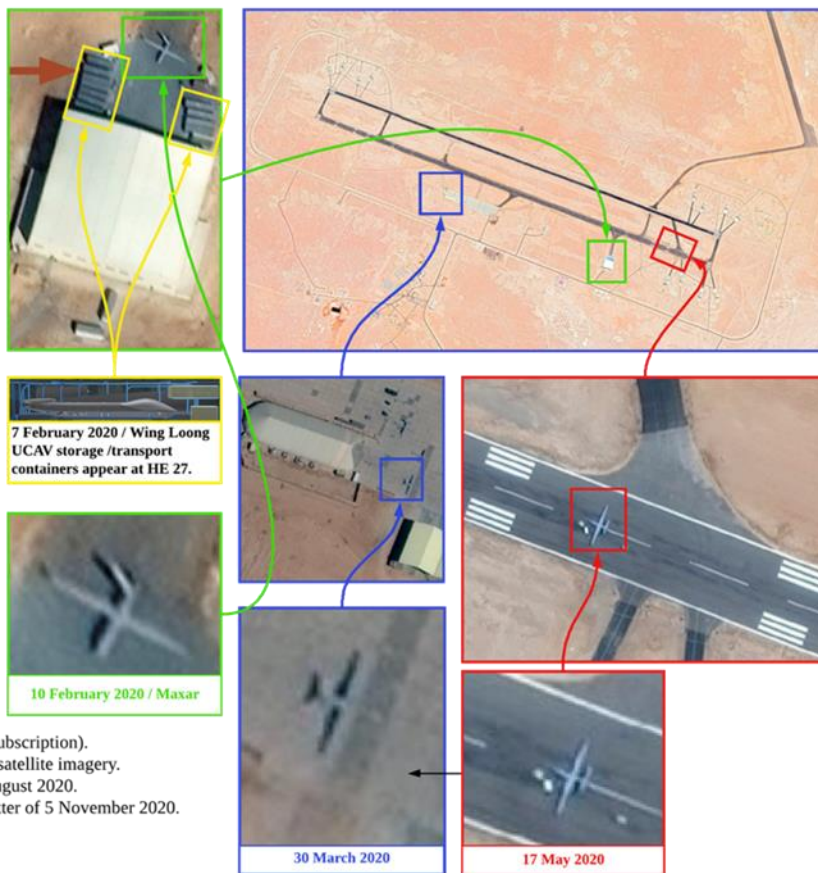 7 February 2020 / Wing Loong
UCAV storage /transport
containers appear at HE 27.
10 February 2020 / Maxar
ubscription).
satellite imagery.
gust 2020.
tter of 5 November 2020.
30 March 2020
17 May 2020